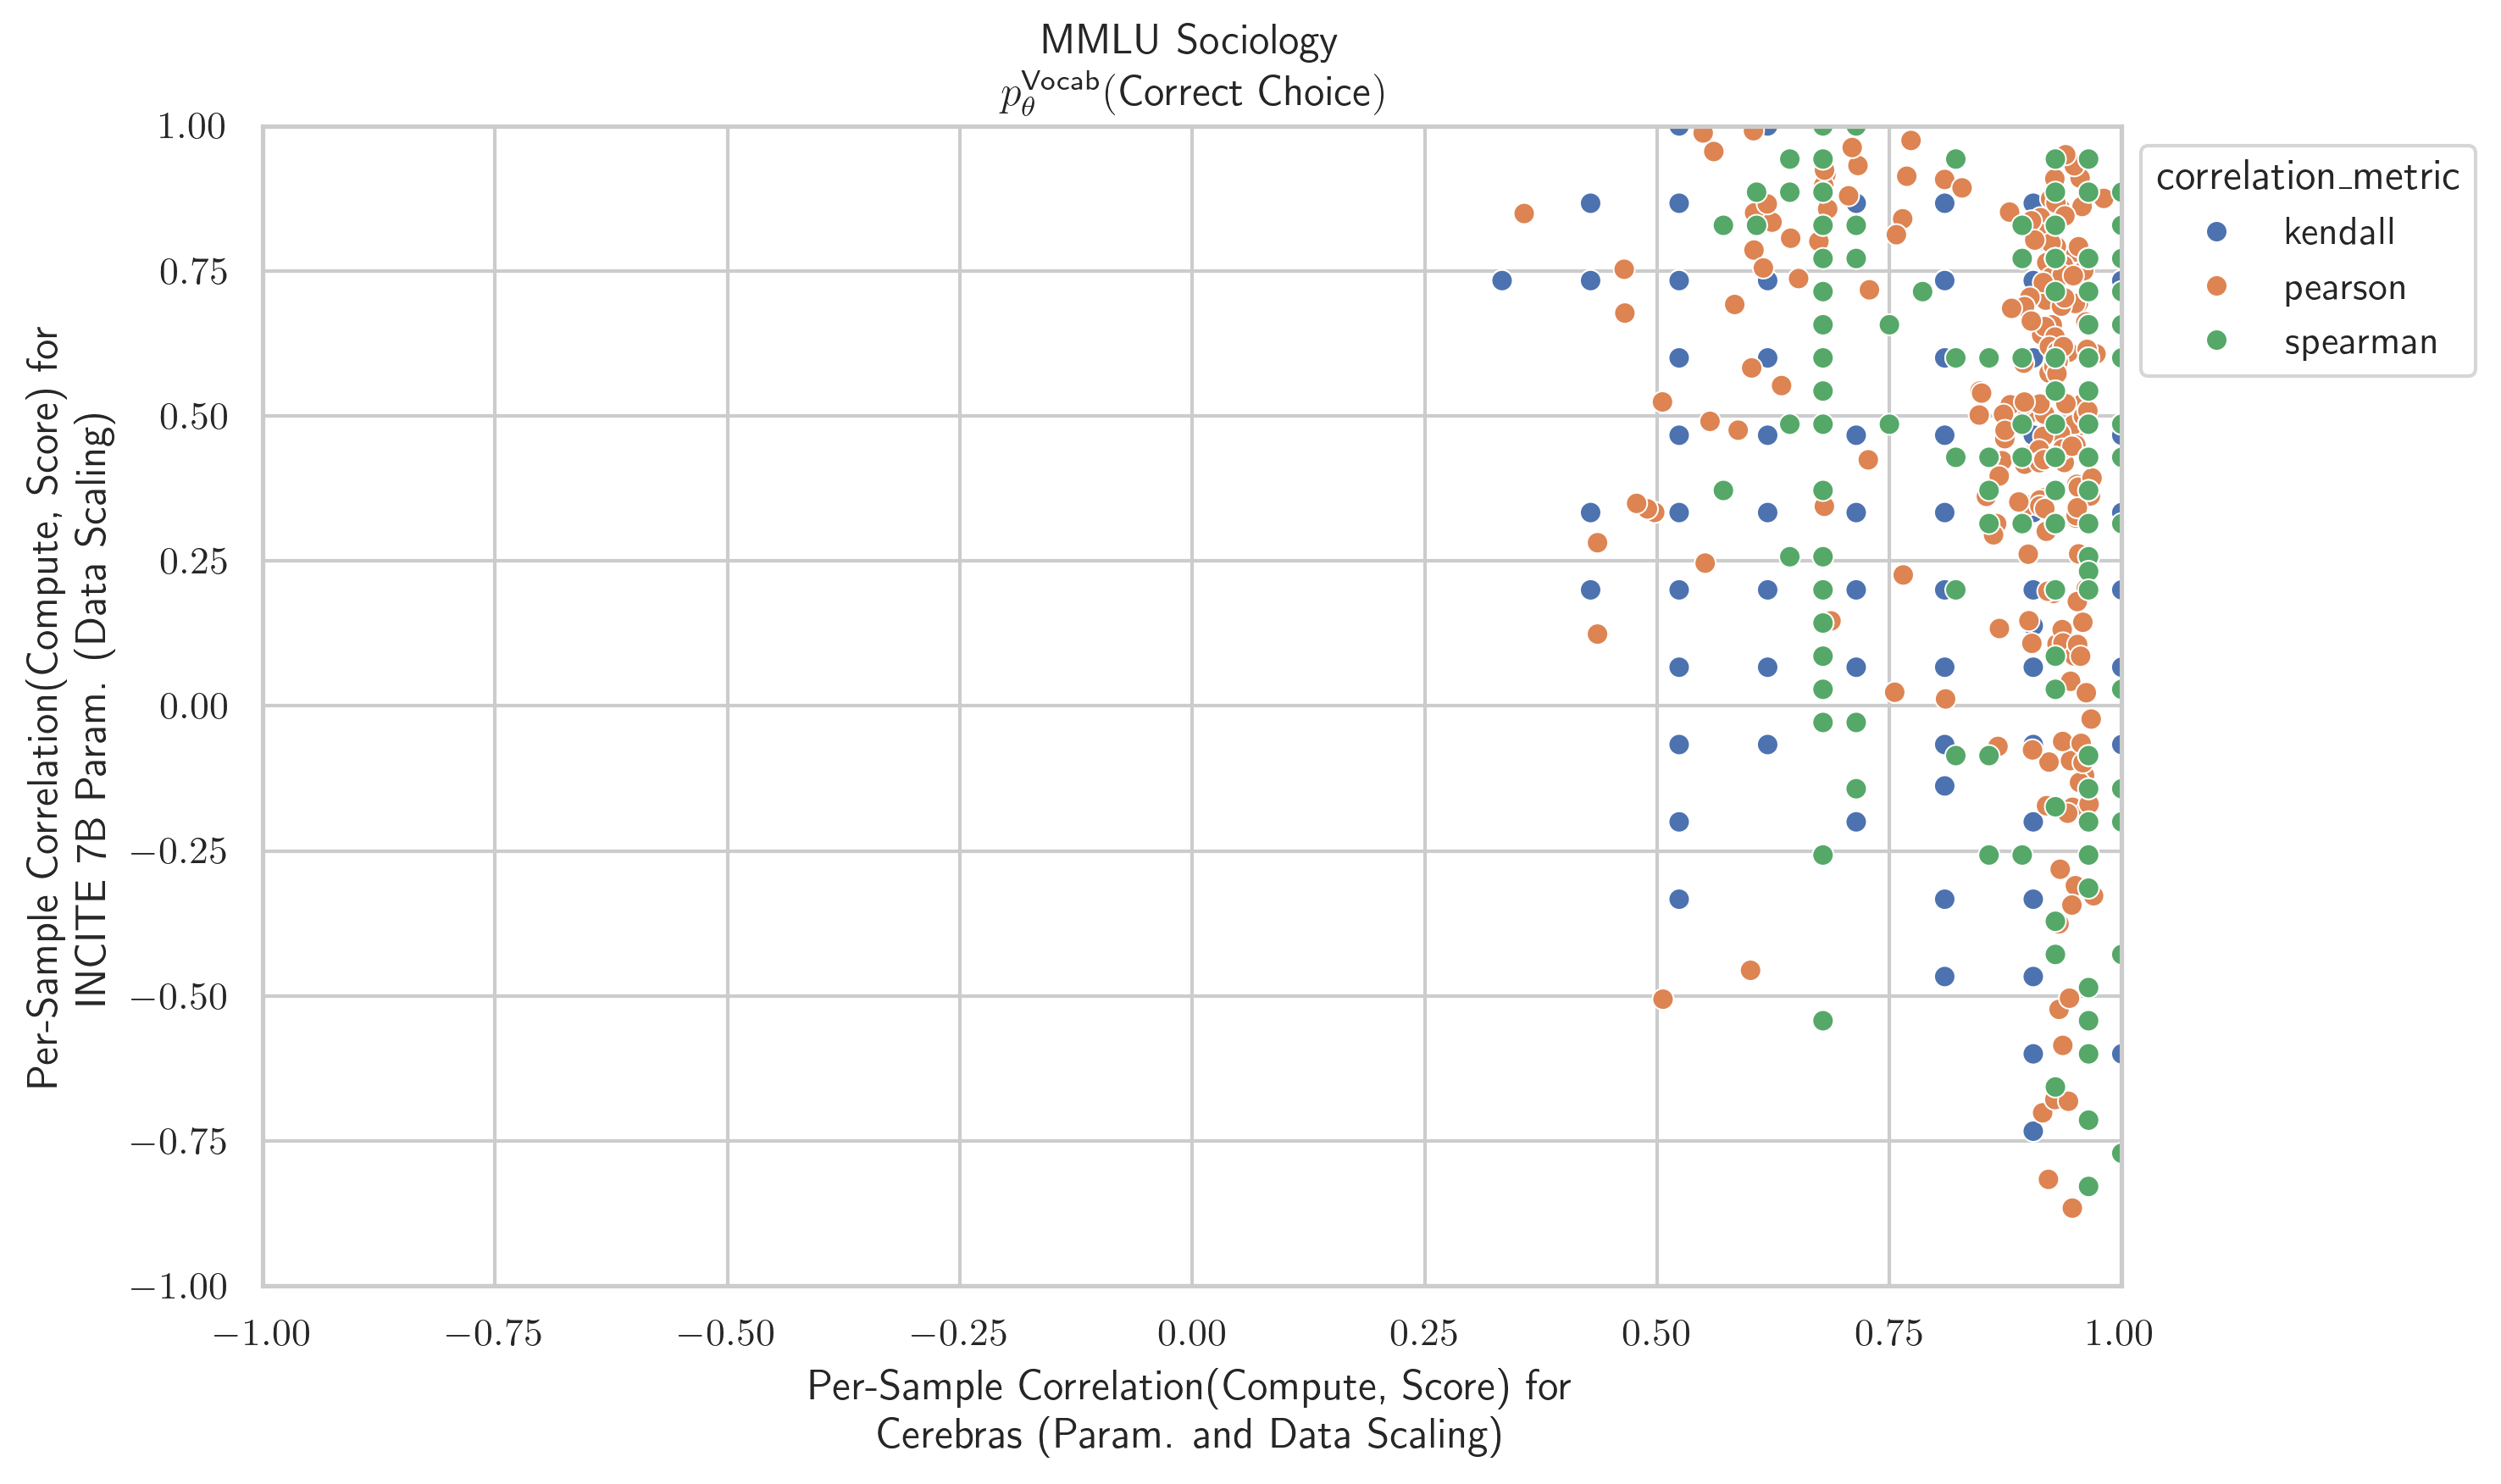 MMLU Sociology
pθVocab(Correct Choice)
1.00
0.75
0.50
0.25
0.00
−0.25
−0.50
−0.75
−1.00
Per-Sample Correlation(Compute, Score) for
INCITE 7B Param. (Data Scaling)
−1.00 −0.75 −0.50 −0.25 0.00 0.25 0.50 0.75 1.00
Per-Sample Correlation(Compute, Score) for
Cerebras (Param. and Data Scaling)
correlation_metric
kendall
pearson
spearman